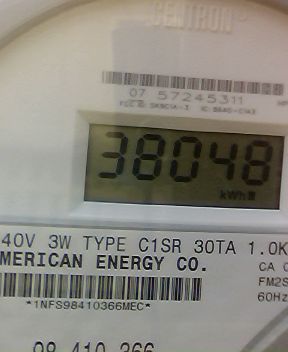 CENTRON
07 57245311
38048
kWh
40V 3W TYPE C1SR 30TA 1.0K
MERICAN ENERGY CO.
CA 0
FM2S
60Hz
*1NFS98410366MEC*
98 410 366